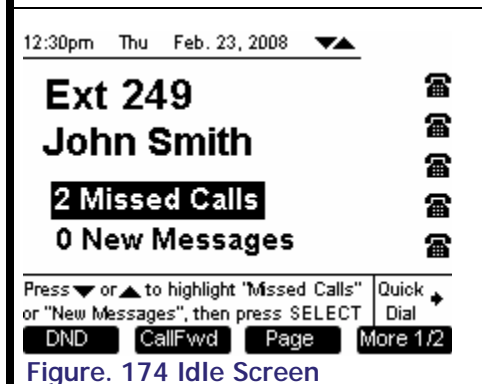 12:30pm Thu Feb. 23, 2008 ▼▲
Ext 249
John Smith
2 Missed Calls
0 New Messages
Press ▼ or ▲ to highlight "Missed Calls"
or "New Messages", then press SELECT
Quick
Dial
DND CallFwd Page More 1/2
Figure. 174 Idle Screen